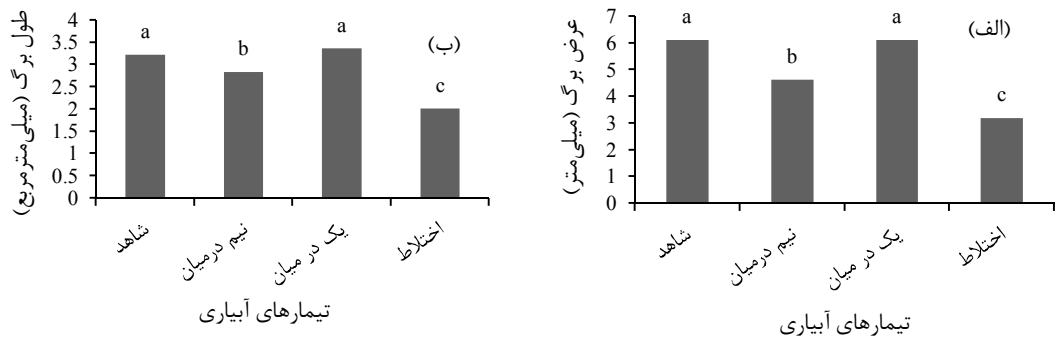 (الف)
عرض برگ (میلی‌متر)
7
6
5
4
3
2
1
0
a
b
a
c
شاهد
نیم درمیان
یک در میان
اختلاط
تیمارهای آبیاری
(ب)
طول برگ (میلی‌مترمربع)
4
3.5
3
2.5
2
1.5
1
0.5
0
a
b
a
c
شاهد
نیم درمیان
یک در میان
اختلاط
تیمارهای آبیاری